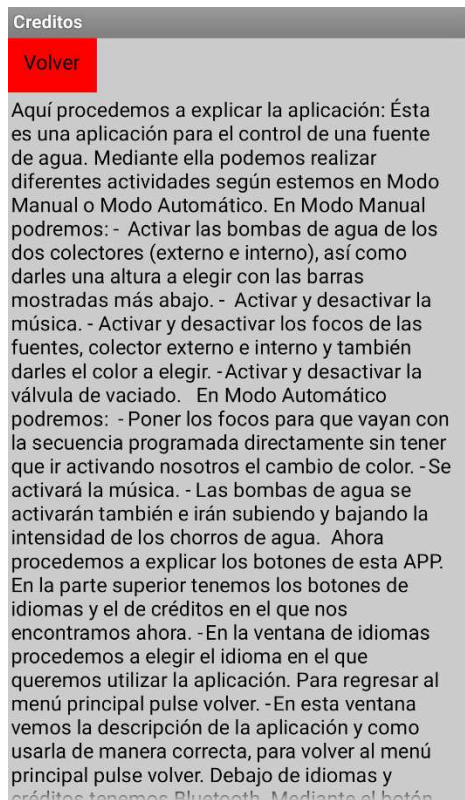 Creditos
Volver
Aquí procedemos a explicar la aplicación: Ésta
es una aplicación para el control de una fuente
de agua. Mediante ella podemos realizar
diferentes actividades según estemos en Modo
Manual o Modo Automático. En Modo Manual
podremos: -  Activar las bombas de agua de los
dos colectores (externo e interno), así como
darles una altura a elegir con las barras
mostradas más abajo. -  Activar y desactivar la
música. - Activar y desactivar los focos de las
fuentes, colector externo e interno y también
darles el color a elegir. -Activar y desactivar la
válvula de vaciado.   En Modo Automático
podremos:  - Poner los focos para que vayan con
la secuencia programada directamente sin tener
que ir activando nosotros el cambio de color. - Se
activará la música. - Las bombas de agua se
activarán también e irán subiendo y bajando la
intensidad de los chorros de agua.  Ahora
procedemos a explicar los botones de esta APP.
En la parte superior tenemos los botones de
idiomas y el de créditos en el que nos
encontramos ahora. -En la ventana de idiomas
procedemos a elegir el idioma en el que
queremos utilizar la aplicación. Para regresar al
menú principal pulse volver. -En esta ventana
vemos la descripción de la aplicación y como
usarla de manera correcta, para volver al menú
principal pulse volver. Debajo de idiomas y
créditos tenemos Bluetooth. Mediante el botón